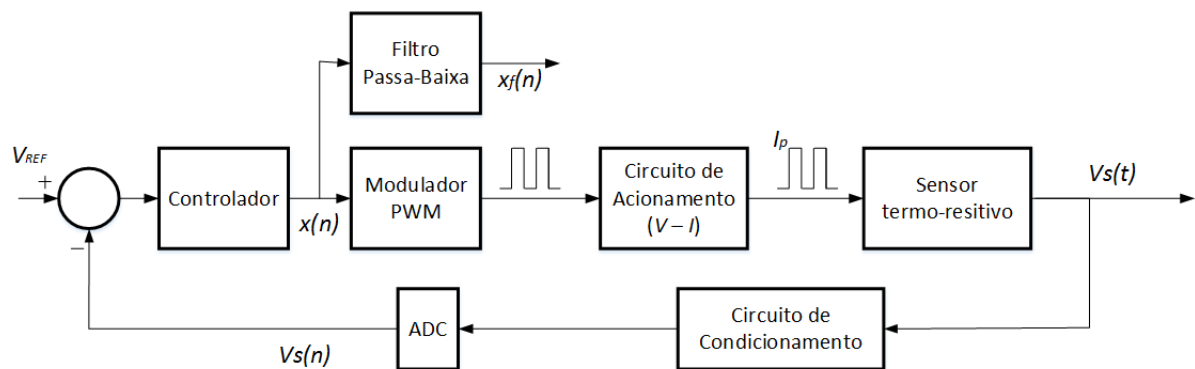 Filtro
Passa-Baixa
xf(n)
VREF
+
−
Controlador
x(n)
Modulador
PWM
Circuito de
Acionamento
(V – I)
Ip
Sensor
termo-resitivo
Vs(t)
ADC
Circuito de
Condicionamento
Vs(n)